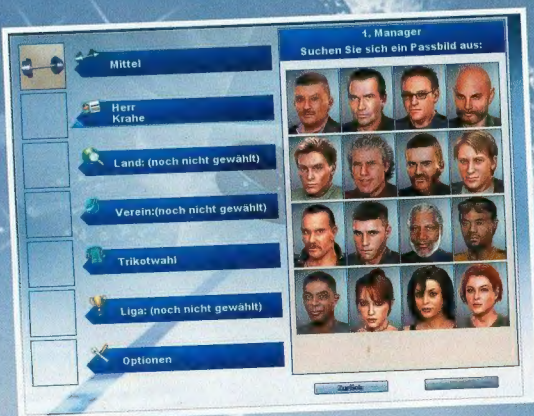 Mittel
Herr
Krahe
Land: (noch nicht gewählt)
Verein:(noch nicht gewählt)
Trikotwahl
Liga: (noch nicht gewählt)
Optionen
1. Manager
Suchen Sie sich ein Passbild aus:
Zurück